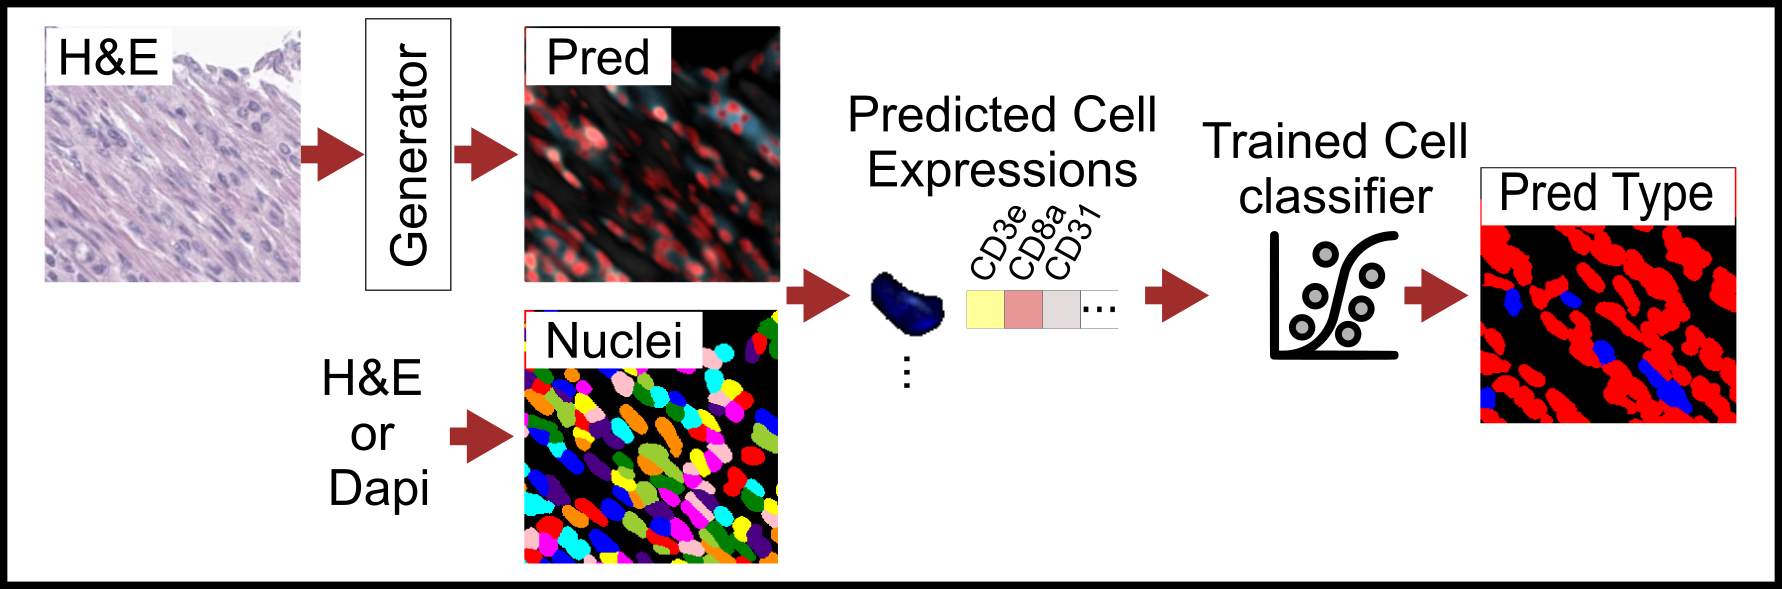 H&E
Generator
Pred
H&E
or
Dapi
Nuclei
Predicted Cell
Expressions
CD3e
CD8a
CD31
...
Trained Cell
classifier
Pred Type